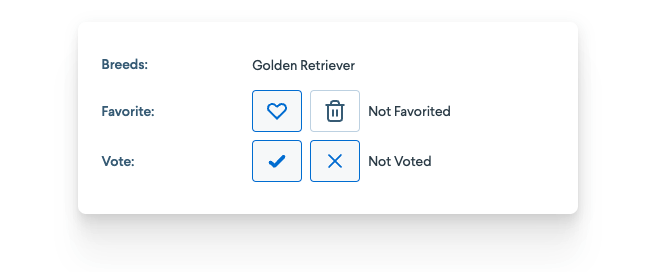 Breeds: Golden Retriever
Favorite: Not Favorited
Vote: Not Voted